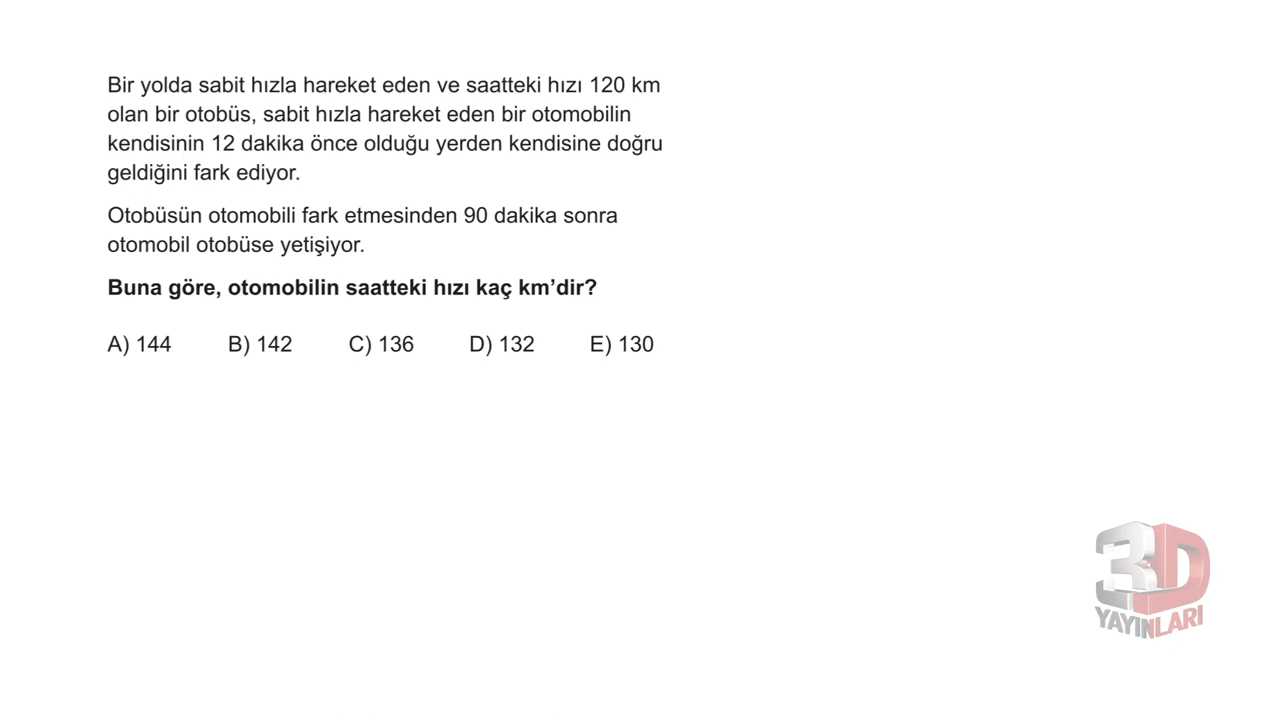 Bir yolda sabit hızla hareket eden ve saatteki hızı 120 km
olan bir otobüs, sabit hızla hareket eden bir otomobilin
kendisinin 12 dakika önce olduğu yerden kendisine doğru
geldiğini fark ediyor.
Otobüsün otomobili fark etmesinden 90 dakika sonra
otomobil otobüse yetişiyor.
Buna göre, otomobilin saatteki hızı kaç km’dir?
A) 144 B) 142 C) 136 D) 132 E) 130
3D
YAYINLARI